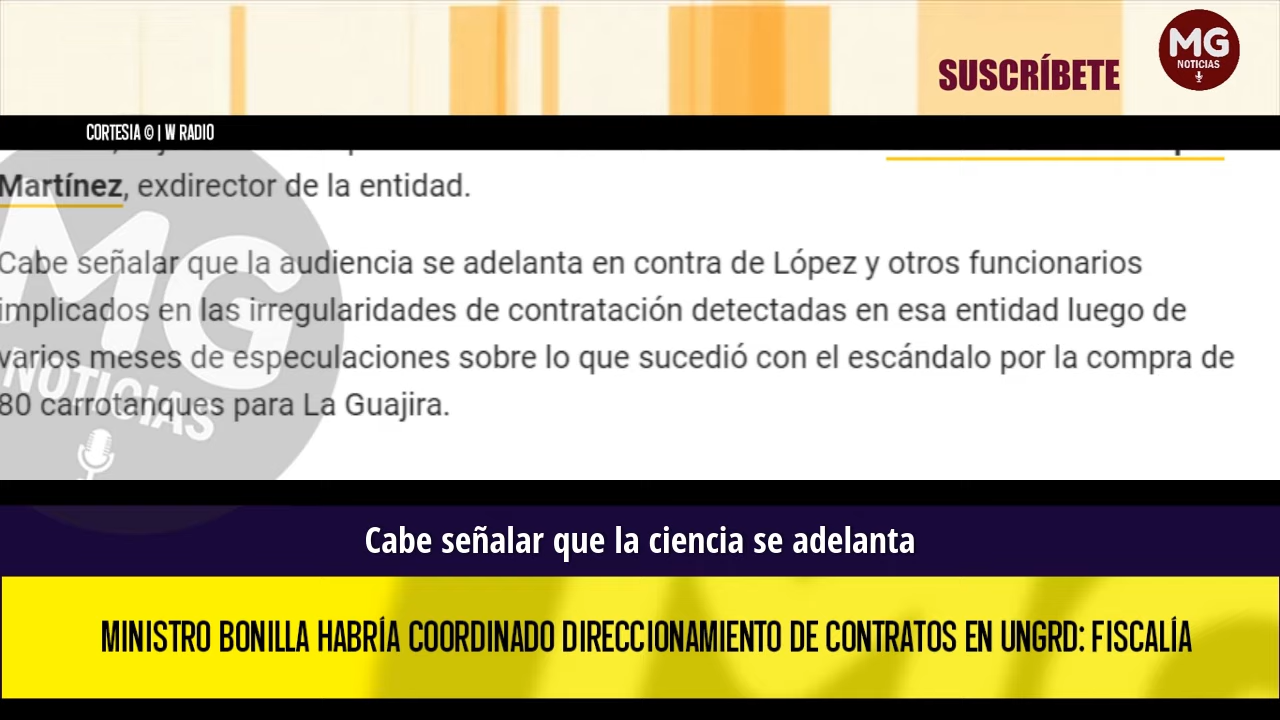 SUSCRÍBETE
MG
NOTICIAS
CORTESIA © | W RADIO
Martínez, exdirector de la entidad.
Cabe señalar que la audiencia se adelanta en contra de López y otros funcionarios
implicados en las irregularidades de contratación detectadas en esa entidad luego de
varios meses de especulaciones sobre lo que sucedió con el escándalo por la compra de
80 carrotanques para La Guajira.
MG
NOTICIAS
Cabe señalar que la ciencia se adelanta
MINISTRO BONILLA HABRÍA COORDINADO DIRECCIONAMIENTO DE CONTRATOS EN UNGRD: FISCALÍA